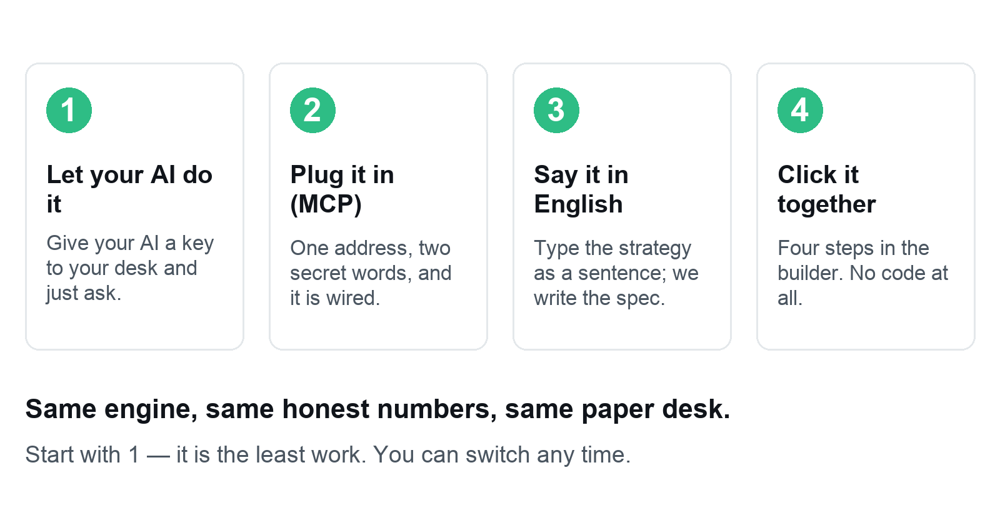 1
Let your AI do
it
Give your AI a key
to your desk and
just ask.
2
Plug it in
(MCP)
One address, two
secret words, and
it is wired.
3
Say it in
English
Type the strategy
as a sentence; we
write the spec.
4
Click it
together
Four steps in the
builder. No code at
all.
Same engine, same honest numbers, same paper desk.
Start with 1 — it is the least work. You can switch any time.